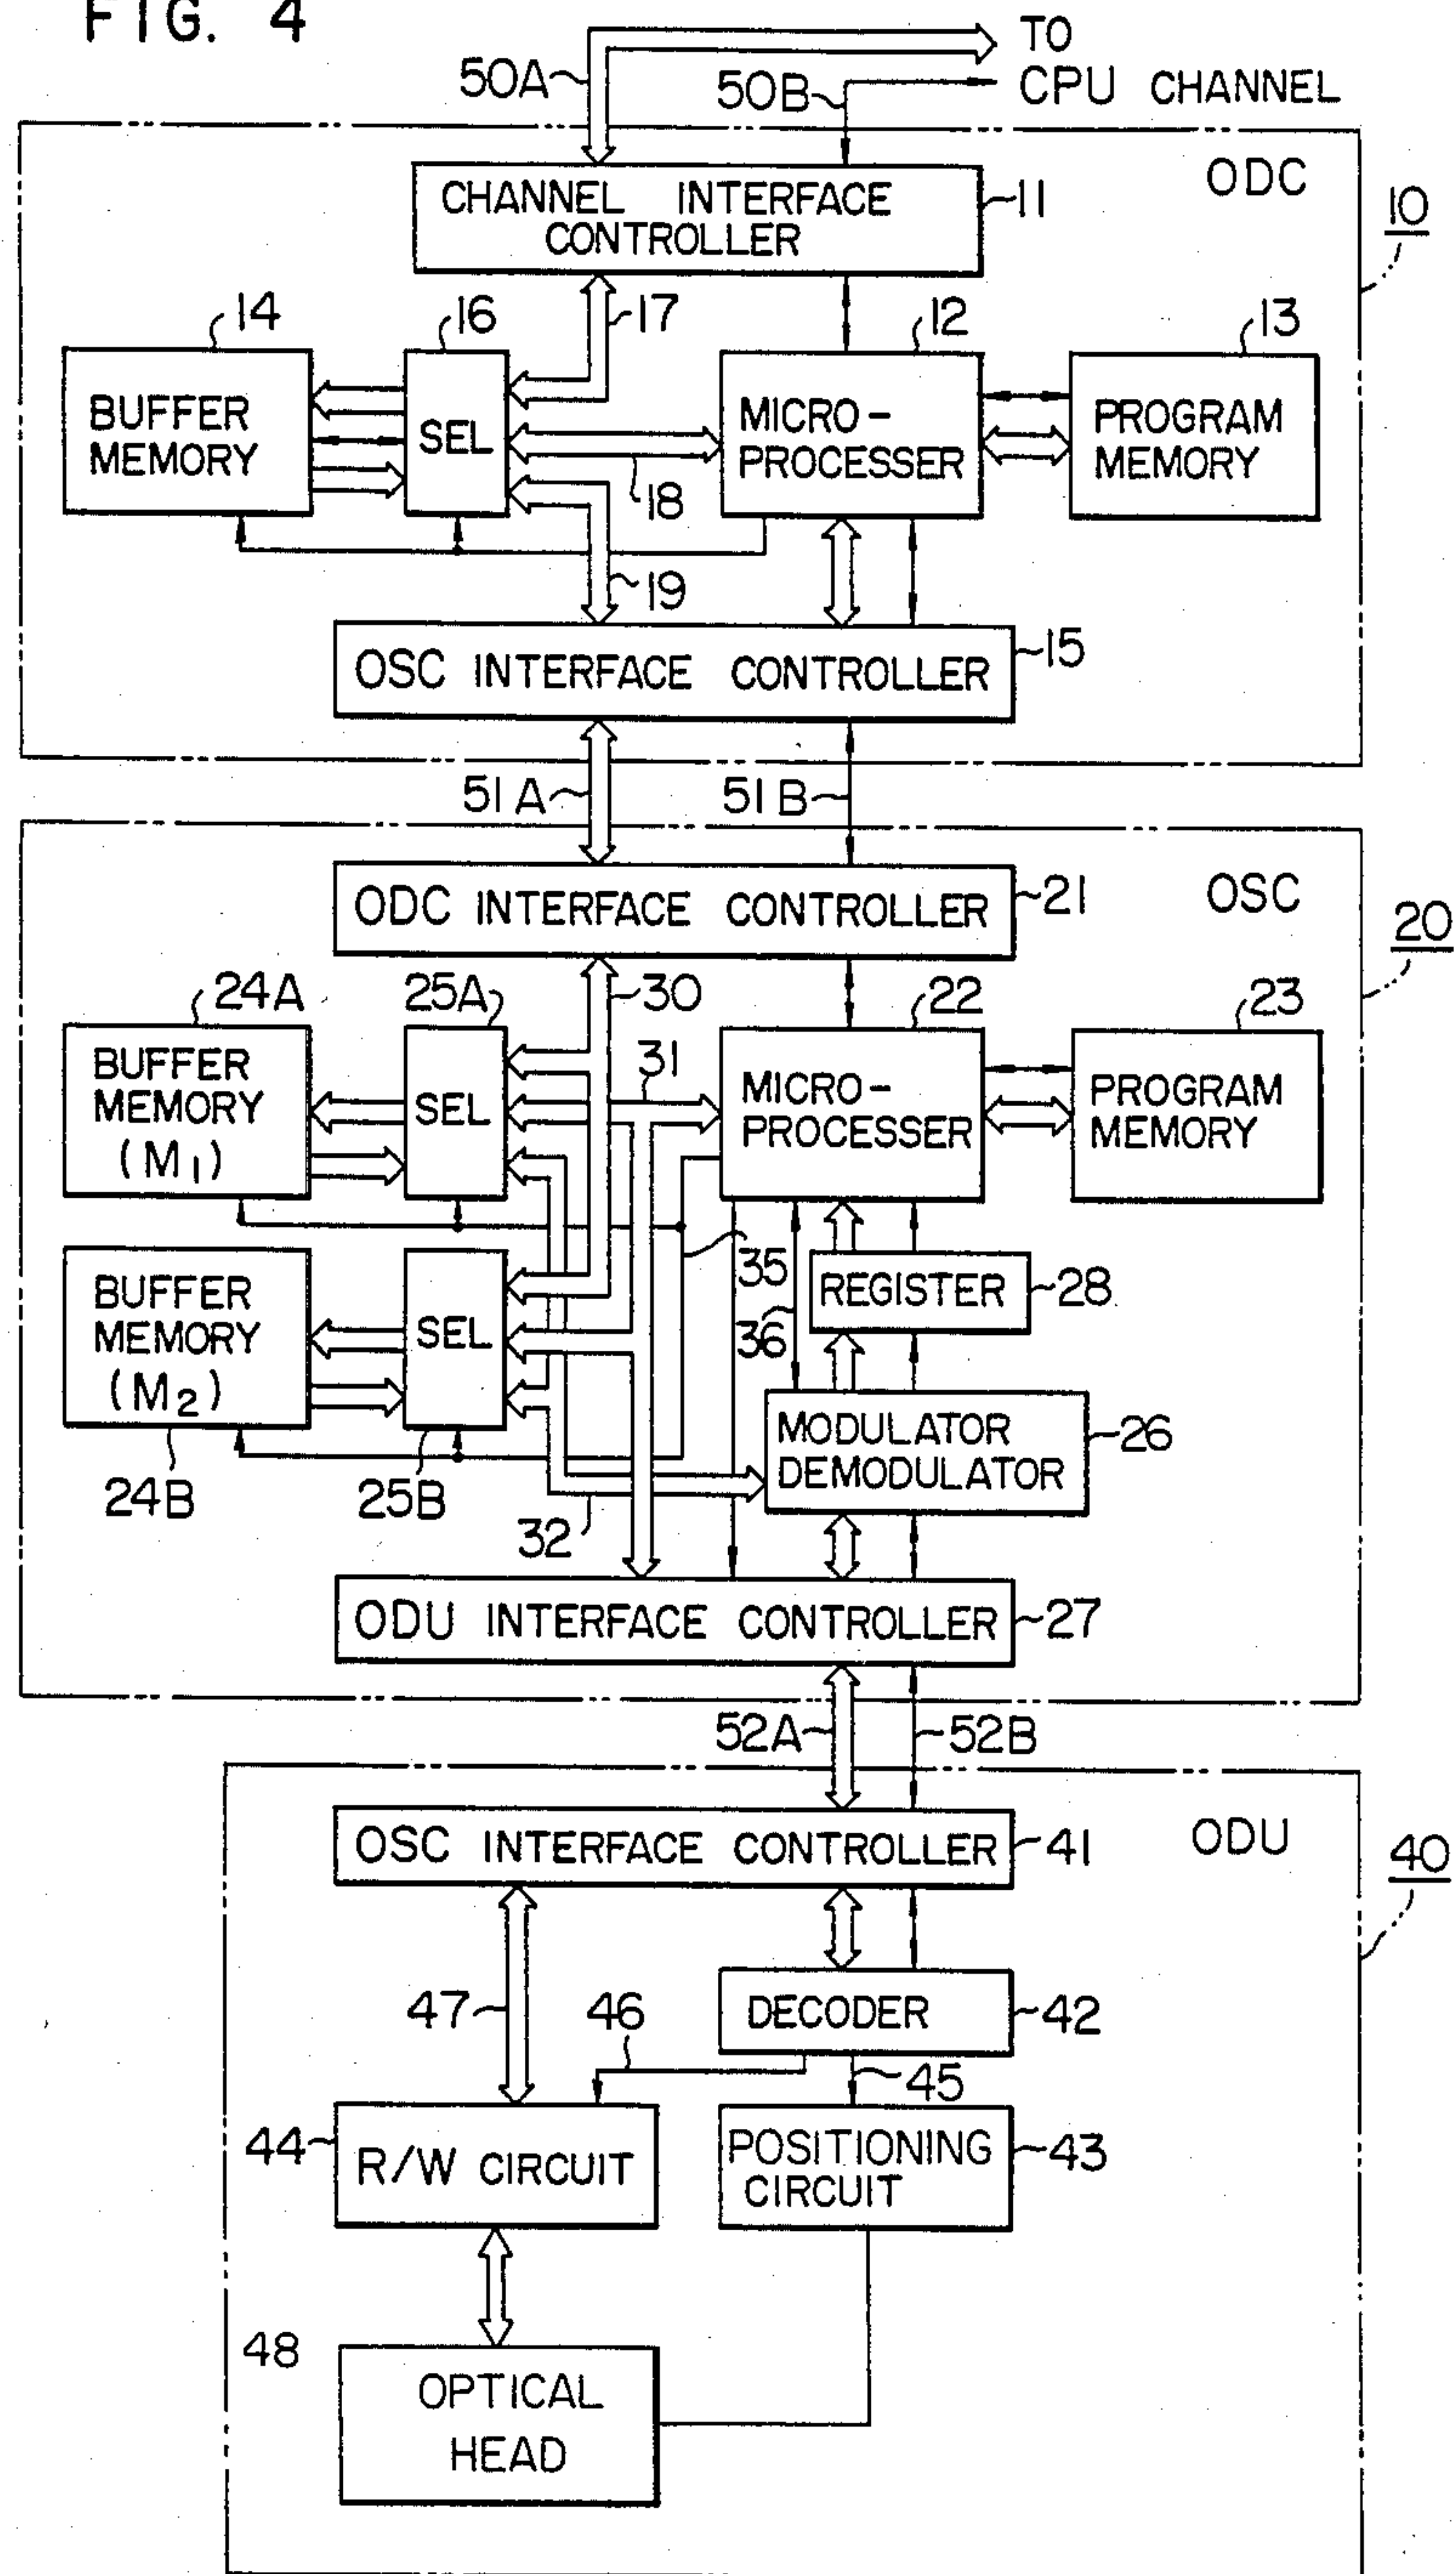 FIG. 4
TO
CPU CHANNEL
50A
50B
ODC
10
CHANNEL INTERFACE
CONTROLLER
11
14
16
17
12
13
BUFFER
MEMORY
SEL
MICRO-
PROCESSER
PROGRAM
MEMORY
18
19
OSC INTERFACE CONTROLLER
15
51A
51B
ODC INTERFACE CONTROLLER
21
OSC
20
24A
25A
30
22
23
BUFFER
MEMORY
(M1)
SEL
31
MICRO-
PROCESSER
PROGRAM
MEMORY
35
36
REGISTER
28
BUFFER
MEMORY
(M2)
SEL
MODULATOR
DEMODULATOR
26
24B
25B
32
ODU INTERFACE CONTROLLER
27
52A
52B
OSC INTERFACE CONTROLLER
41
ODU
40
47
46
DECODER
42
45
44
R/W CIRCUIT
POSITIONING
CIRCUIT
43
48
OPTICAL
HEAD